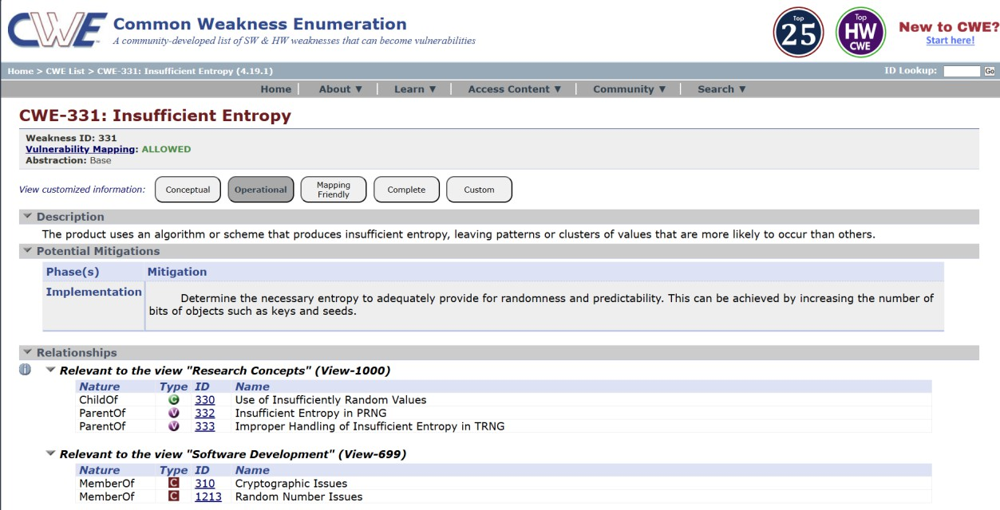 CWE Common Weakness Enumeration
A community-developed list of SW & HW weaknesses that can become vulnerabilities
Top
25
Top
HW
CWE
New to CWE?
Start here!
Home > CWE List > CWE-331: Insufficient Entropy (4.19.1)
ID Lookup:
Go
Home About ▼ Learn ▼ Access Content ▼ Community ▼ Search ▼
CWE-331: Insufficient Entropy
Weakness ID: 331
Vulnerability Mapping: ALLOWED
Abstraction: Base
View customized information: Conceptual Operational Mapping Friendly Complete Custom
Description
The product uses an algorithm or scheme that produces insufficient entropy, leaving patterns or clusters of values that are more likely to occur than others.
Potential Mitigations
Phase(s) Mitigation
Implementation
Determine the necessary entropy to adequately provide for randomness and predictability. This can be achieved by increasing the number of
bits of objects such as keys and seeds.
Relationships
i
Relevant to the view "Research Concepts" (View-1000)
Nature Type ID Name
ChildOf C 330 Use of Insufficiently Random Values
ParentOf V 332 Insufficient Entropy in PRNG
ParentOf V 333 Improper Handling of Insufficient Entropy in TRNG
Relevant to the view "Software Development" (View-699)
Nature Type ID Name
MemberOf C 310 Cryptographic Issues
MemberOf C 1213 Random Number Issues